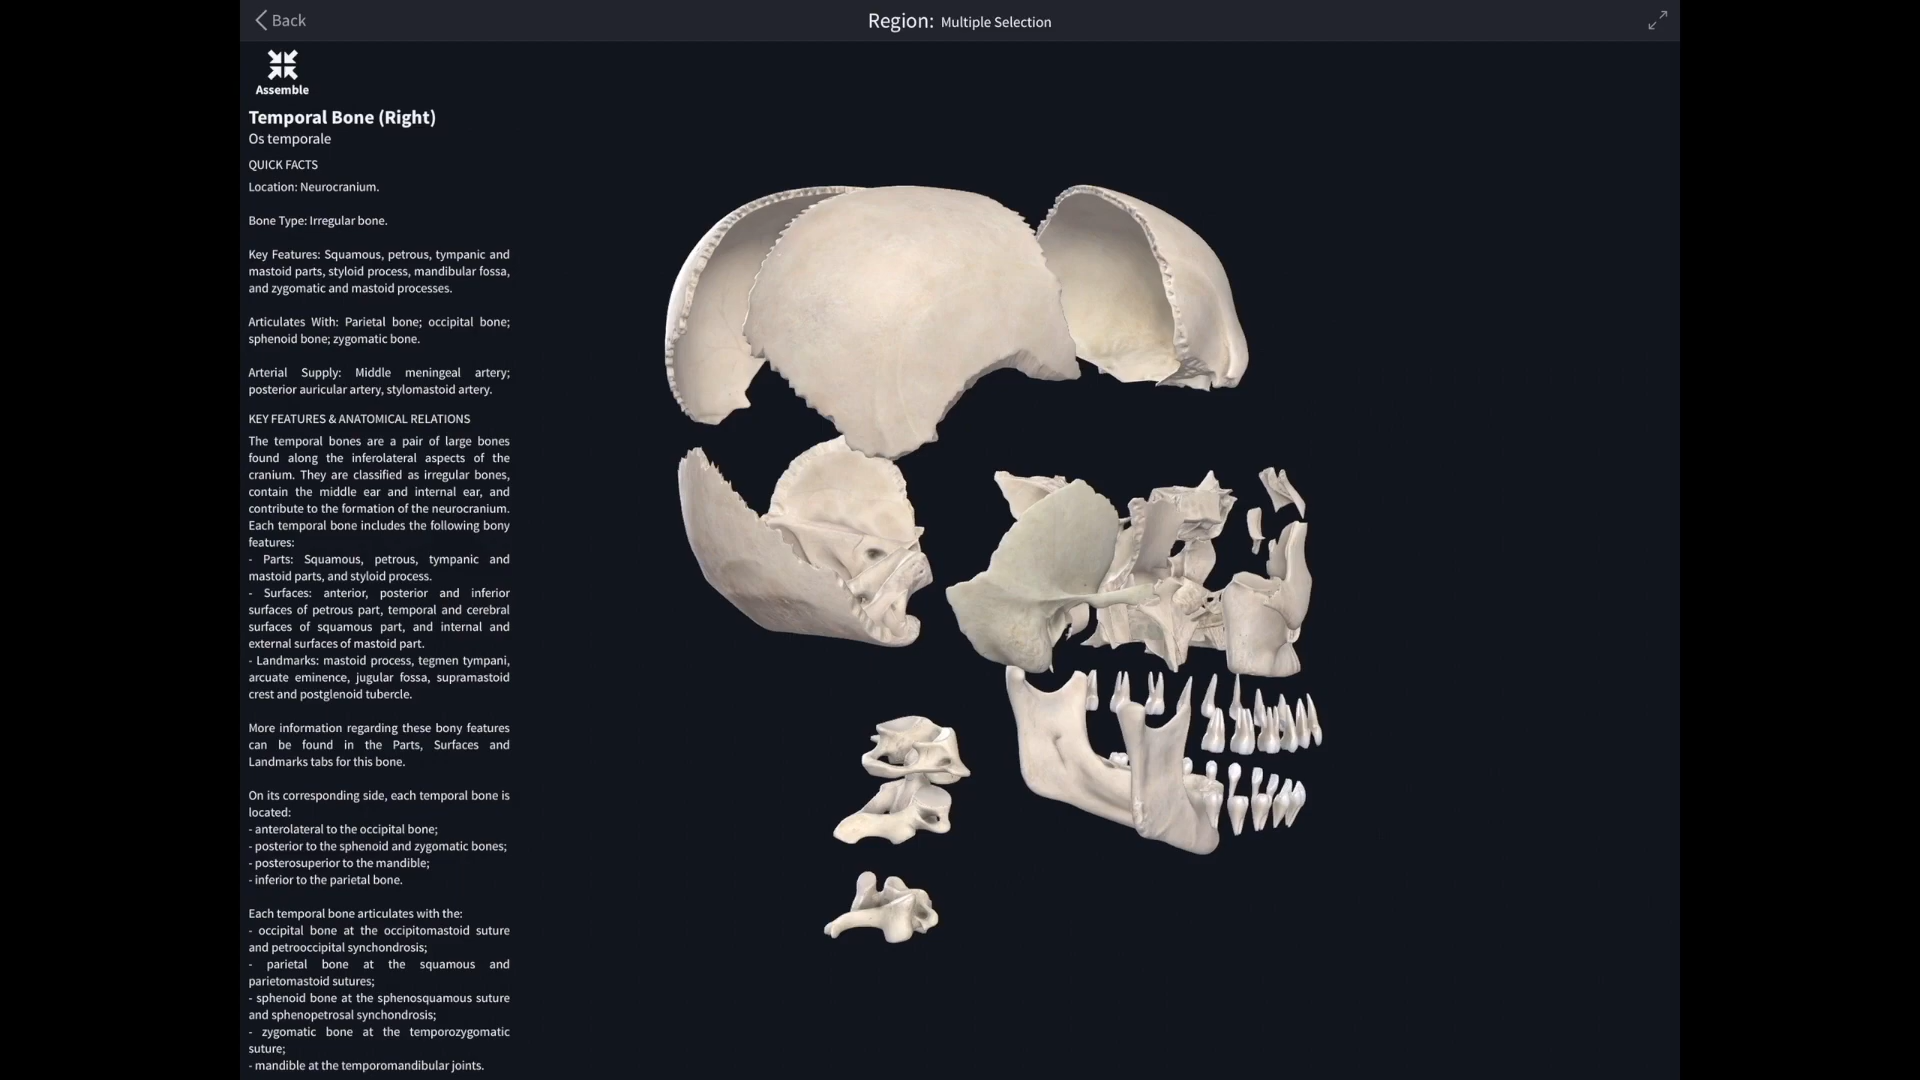 Back
Region: Multiple Selection
Assemble
Temporal Bone (Right)
Os temporale
QUICK FACTS
Location: Neurocranium.
Bone Type: Irregular bone.
Key Features: Squamous, petrous, tympanic and
mastoid parts, styloid process, mandibular fossa,
and zygomatic and mastoid processes.
Articulates With: Parietal bone; occipital bone;
sphenoid bone; zygomatic bone.
Arterial Supply: Middle meningeal artery;
posterior auricular artery, stylomastoid artery.
KEY FEATURES & ANATOMICAL RELATIONS
The temporal bones are a pair of large bones
found along the inferolateral aspects of the
cranium. They are classified as irregular bones,
contain the middle ear and internal ear, and
contribute to the formation of the neurocranium.
Each temporal bone includes the following bony
features:
- Parts: Squamous, petrous, tympanic and
mastoid parts, and styloid process.
- Surfaces: anterior, posterior and inferior
surfaces of petrous part, temporal and cerebral
surfaces of squamous part, and internal and
external surfaces of mastoid part.
- Landmarks: mastoid process, tegmen tympani,
arcuate eminence, jugular fossa, supramastoid
crest and postglenoid tubercle.
More information regarding these bony features
can be found in the Parts, Surfaces and
Landmarks tabs for this bone.
On its corresponding side, each temporal bone is
located:
- anterolateral to the occipital bone;
- posterior to the sphenoid and zygomatic bones;
- posterosuperior to the mandible;
- inferior to the parietal bone.
Each temporal bone articulates with the:
- occipital bone at the occipitomastoid suture
and petrooccipital synchondrosis;
- parietal bone at the squamous and
parietomastoid sutures;
- sphenoid bone at the sphenosquamous suture
and sphenopetrosal synchondrosis;
- zygomatic bone at the temporozygomatic
suture;
- mandible at the temporomandibular joints.